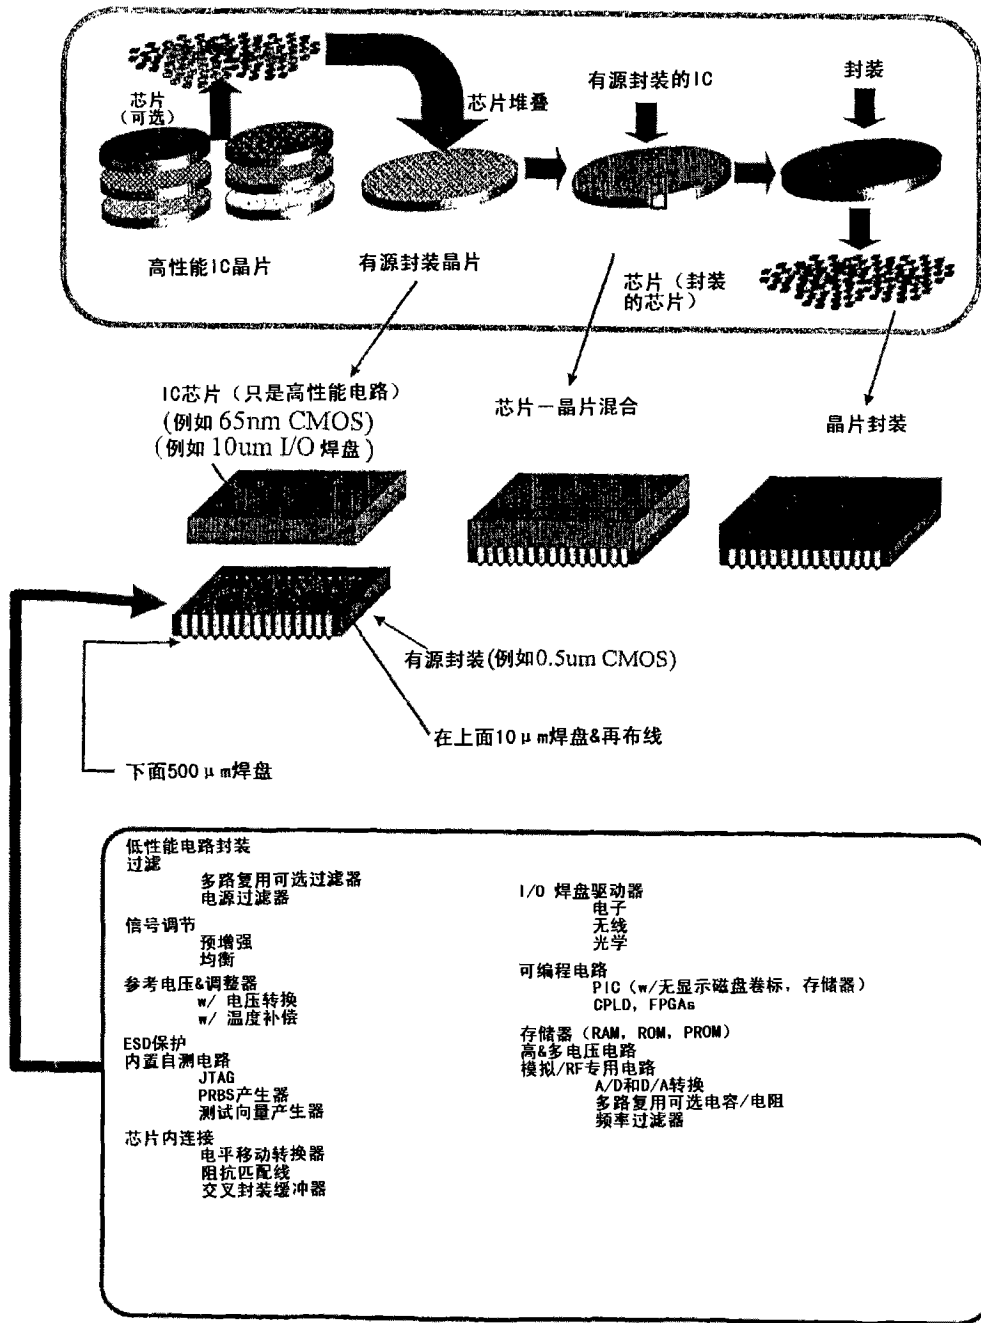 芯片
(可选)
芯片堆叠
有源封装的IC
封装
高性能IC晶片
有源封装晶片
芯片（封装
的芯片）
IC芯片（只是高性能电路）
(例如 65nm CMOS)
(例如 10um I/O 焊盘)
芯片－晶片混合
晶片封装
有源封装(例如0.5um CMOS)
在上面10μm焊盘&再布线
下面500μm焊盘
低性能电路封装
过滤
多路复用可选过滤器
电源过滤器
信号调节
预增强
均衡
参考电压&调整器
w/ 电压转换
w/ 温度补偿
ESD保护
内置自测电路
JTAG
PRBS产生器
测试向量产生器
芯片内连接
电平移动转换器
阻抗匹配线
交叉封装缓冲器
I/O 焊盘驱动器
电子
无线
光学
可编程电路
PIC（w/无显示磁盘卷标，存储器）
CPLD, FPGAs
存储器（RAM, ROM, PROM）
高&多电压电路
模拟/RF专用电路
A/D和D/A转换
多路复用可选电容/电阻
频率过滤器